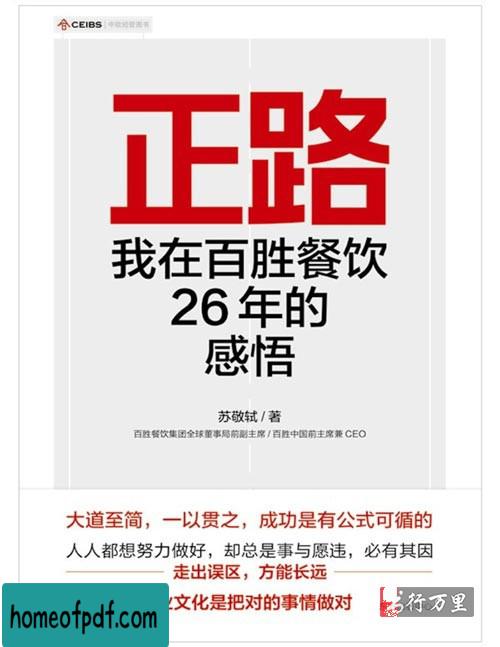 CEIBS | 中欧经管图书
正路
我在百胜餐饮
26年的
感悟
苏敬轼 / 著
百胜餐饮集团全球董事局前副主席 / 百胜中国前主席兼 CEO
大道至简，一以贯之，成功是有公式可循的
人人都想努力做好，却总是事与愿违，必有其因
走出误区，方能长远
业文化是把对的事情做对
书行万里
homeofpdf.com